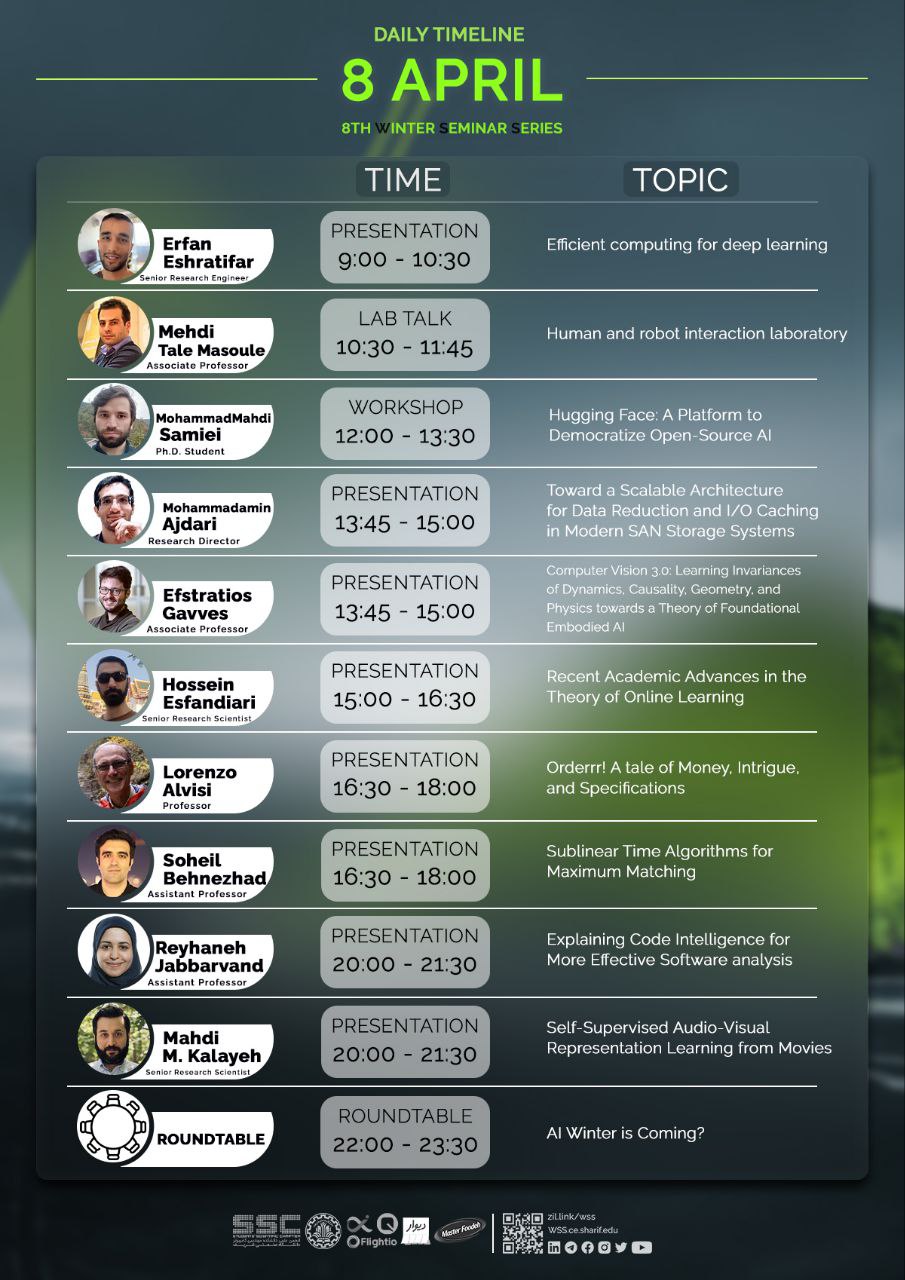 DAILY TIMELINE
8 APRIL
8TH WINTER SEMINAR SERIES
TIME
TOPIC
Erfan
Eshratifar
Senior Research Engineer
PRESENTATION
9:00 - 10:30
Efficient computing for deep learning
Mehdi
Tale Masoule
Associate Professor
LAB TALK
10:30 - 11:45
Human and robot interaction laboratory
MohammadMahdi
Samiei
Ph.D. Student
WORKSHOP
12:00 - 13:30
Hugging Face: A Platform to
Democratize Open-Source AI
Mohammadamin
Ajdari
Research Director
PRESENTATION
13:45 - 15:00
Toward a Scalable Architecture
for Data Reduction and I/O Caching
in Modern SAN Storage Systems
Efstratios
Gavves
Associate Professor
PRESENTATION
13:45 - 15:00
Computer Vision 3.0: Learning Invariances
of Dynamics, Causality, Geometry, and
Physics towards a Theory of Foundational
Embodied AI
Hossein
Esfandiari
Senior Research Scientist
PRESENTATION
15:00 - 16:30
Recent Academic Advances in the
Theory of Online Learning
Lorenzo
Alvisi
Professor
PRESENTATION
16:30 - 18:00
Orderrr! A tale of Money, Intrigue,
and Specifications
Soheil
Behnezhad
Assistant Professor
PRESENTATION
16:30 - 18:00
Sublinear Time Algorithms for
Maximum Matching
Reyhaneh
Jabbarvand
Assistant Professor
PRESENTATION
20:00 - 21:30
Explaining Code Intelligence for
More Effective Software analysis
Mahdi
M. Kalayeh
Senior Research Scientist
PRESENTATION
20:00 - 21:30
Self-Supervised Audio-Visual
Representation Learning from Movies
ROUNDTABLE
ROUNDTABLE
22:00 - 23:30
AI Winter is Coming?
SSC
Flightio
دیوار
Master Foodeh
zil.link/wss
WSS.ce.sharif.edu